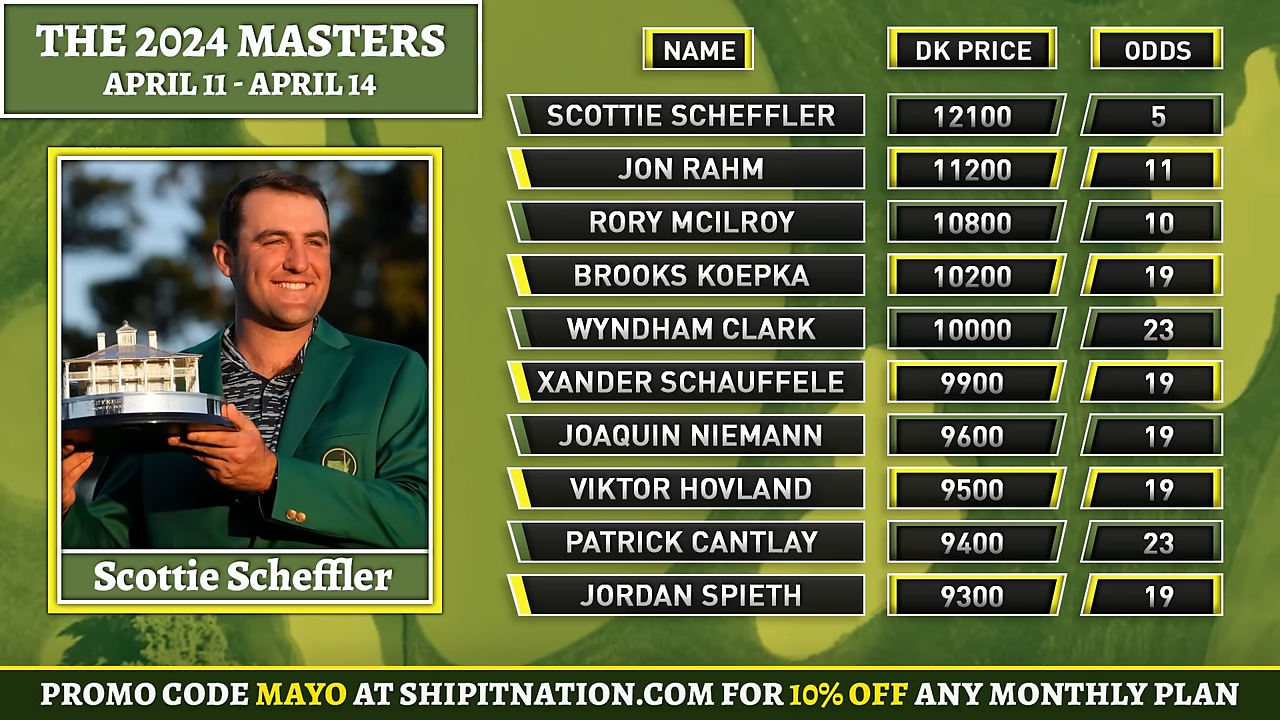 THE 2024 MASTERS
APRIL 11 - APRIL 14
NAME DK PRICE ODDS
SCOTTIE SCHEFFLER 12100 5
JON RAHM 11200 11
RORY MCILROY 10800 10
BROOKS KOEPKA 10200 19
WYNDHAM CLARK 10000 23
XANDER SCHAUFFELE 9900 19
JOAQUIN NIEMANN 9600 19
VIKTOR HOVLAND 9500 19
PATRICK CANTLAY 9400 23
JORDAN SPIETH 9300 19
Scottie Scheffler
PROMO CODE MAYO AT SHIPITNATION.COM FOR 10% OFF ANY MONTHLY PLAN